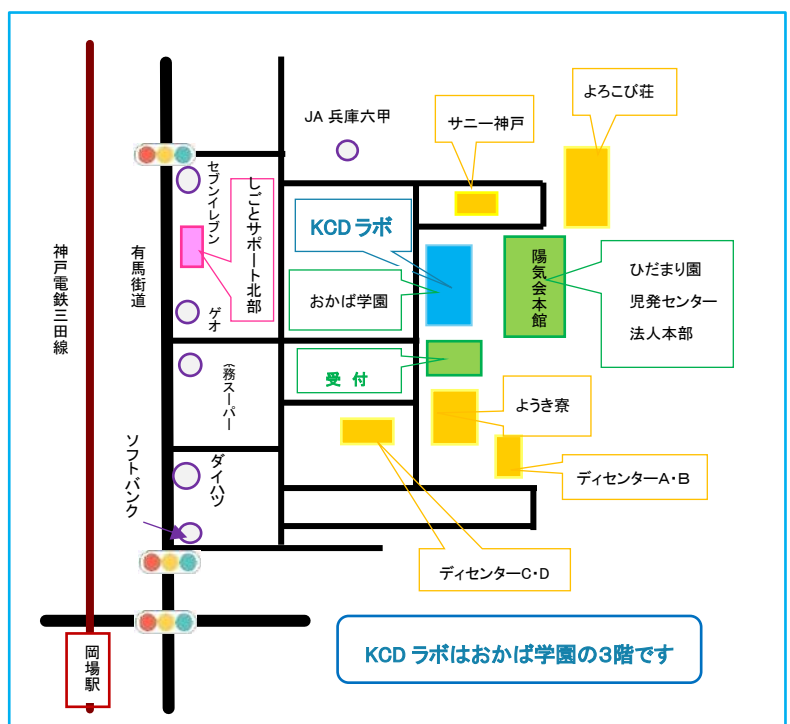 よろこび荘
JA 兵庫六甲
サニー神戸
セブンイレブン
しごとサポート北部
KCD ラボ
神戸電鉄三田線
有馬街道
おかば学園
陽気会本館
ひだまり園
児発センター
法人本部
ゲオ
受 付
(務スーパー
ようき寮
ソフトバンク
ダイハツ
ディセンターA・B
ディセンターC・D
岡場駅
KCD ラボはおかば学園の3階です